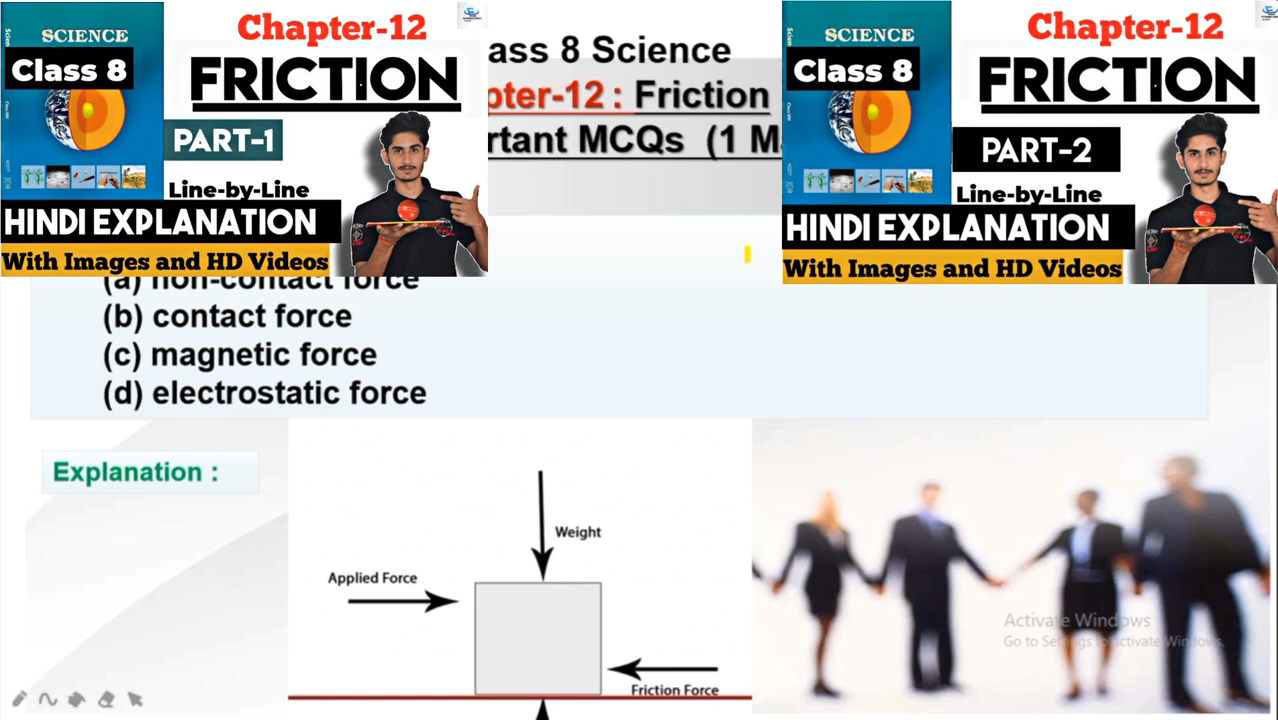 SCIENCE
Class 8
Chapter-12
FRICTION
PART-1
Line-by-Line
HINDI EXPLANATION
With Images and HD Videos
ass 8 Science
pter-12 : Friction
rtant MCQs (1 M
SCIENCE
Class 8
Chapter-12
FRICTION
PART-2
Line-by-Line
HINDI EXPLANATION
With Images and HD Videos
(a) non-contact force
(b) contact force
(c) magnetic force
(d) electrostatic force
Explanation :
Weight
Applied Force
Friction Force
Activate Windows
Go to Settings to activate Windows.